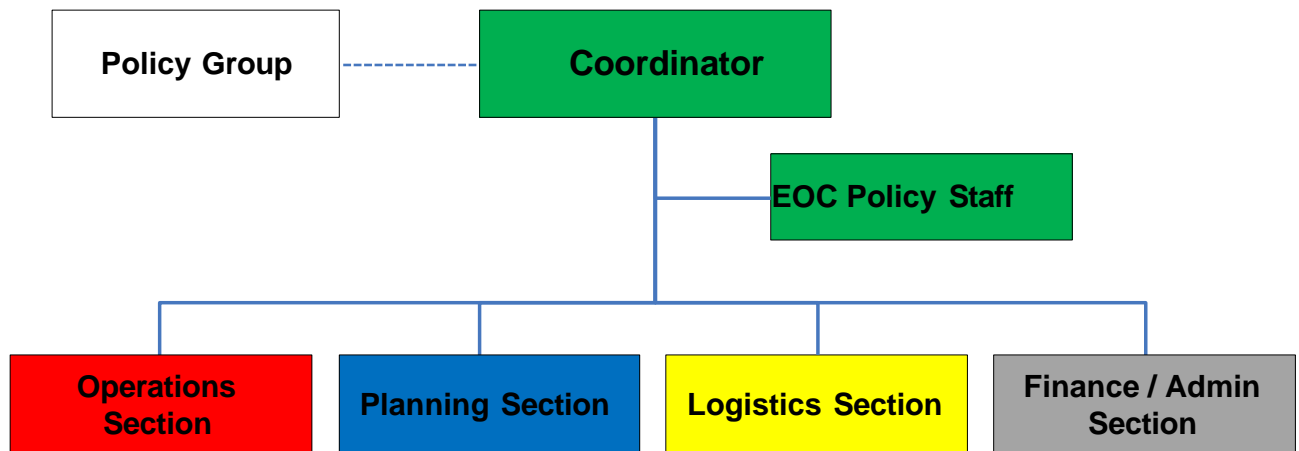 Policy Group
Coordinator
EOC Policy Staff
Operations
Section
Planning Section
Logistics Section
Finance / Admin
Section